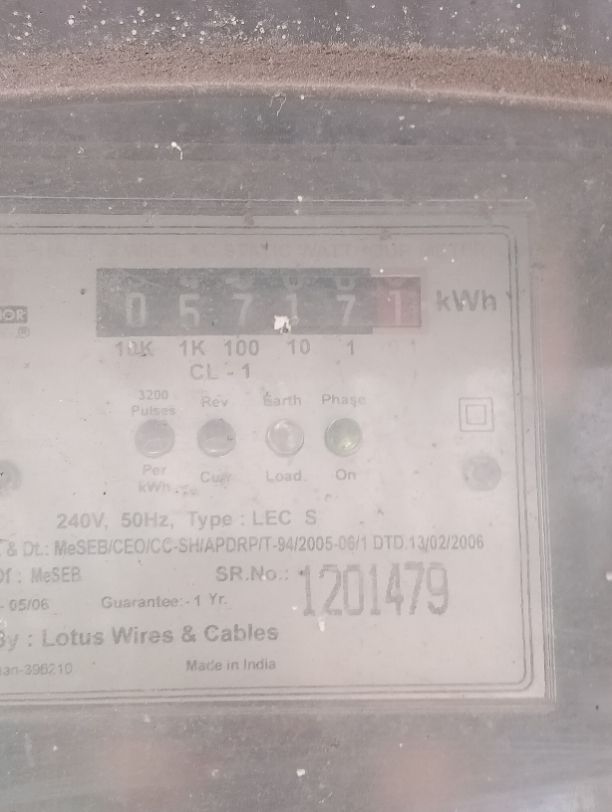 0 5 7 1 7 1 kWh
10K 1K 100 10 1
CL - 1
3200 Pulses Rev Earth Phase
Per kWh Curr. Load On
240V, 50Hz, Type : LEC S
& Dt.: MeSEB/CEO/CC-SH/APDRP/T-94/2005-06/1 DTD.13/02/2006
Of : MeSEB SR.No.: 1201479
- 05/06 Guarantee:- 1 Yr.
By : Lotus Wires & Cables
396210 Made in India